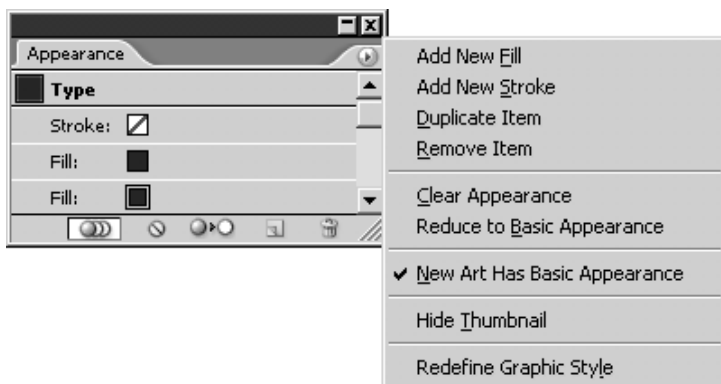 Appearance
Type
Stroke:
Fill:
Fill:
Add New Fill
Add New Stroke
Duplicate Item
Remove Item
Clear Appearance
Reduce to Basic Appearance
New Art Has Basic Appearance
Hide Thumbnail
Redefine Graphic Style